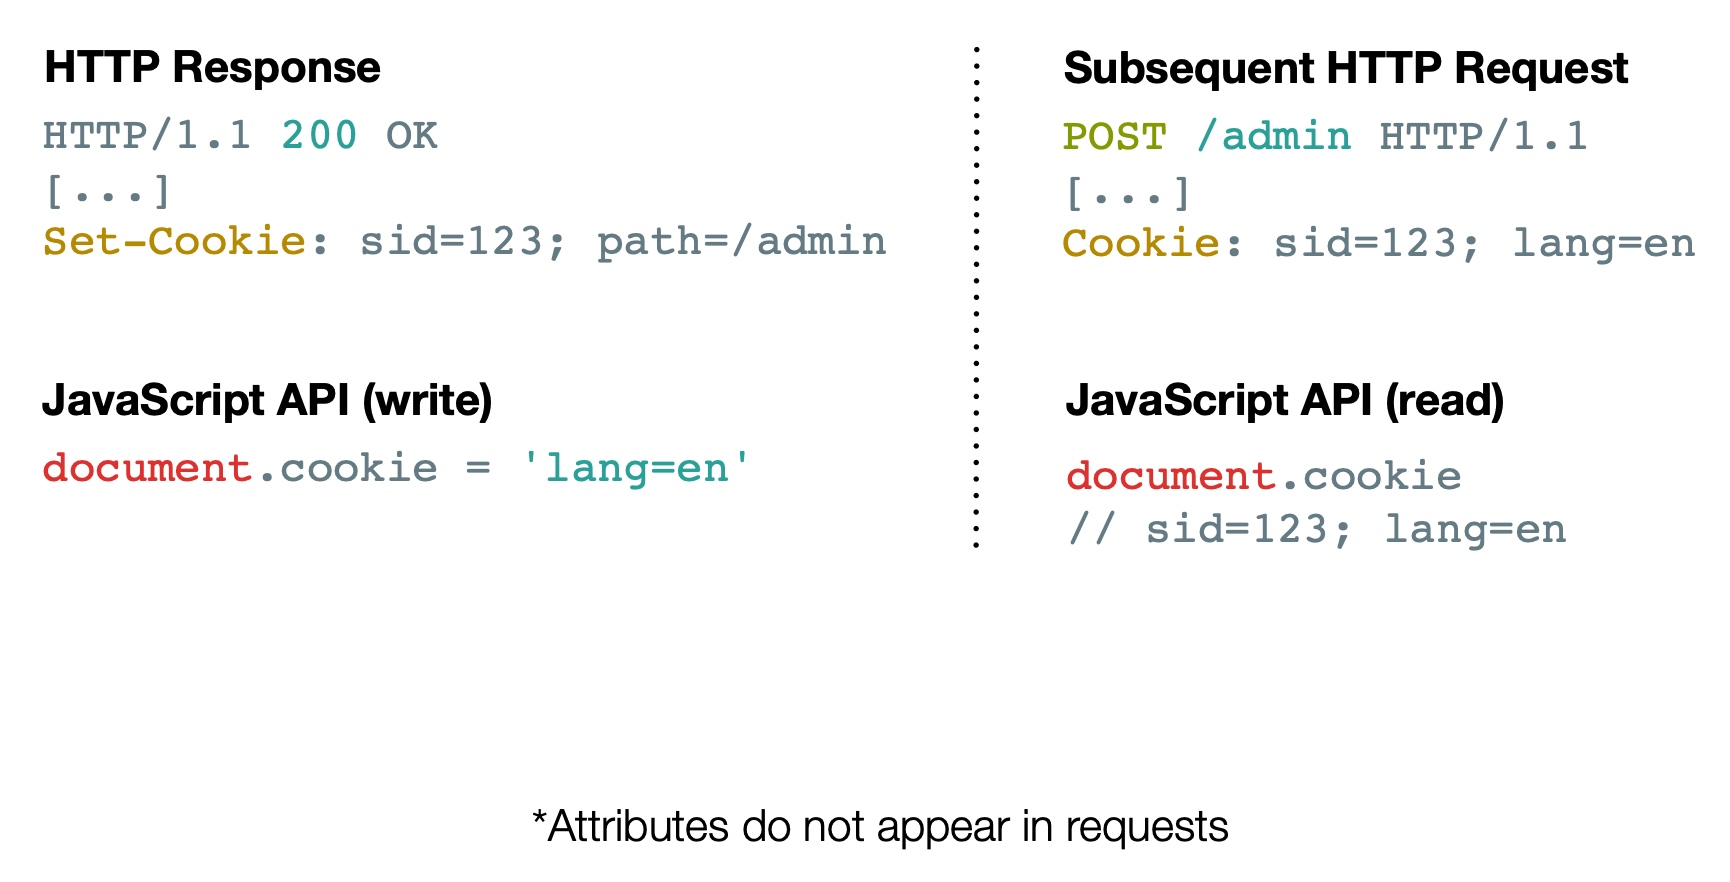 HTTP Response
HTTP/1.1 200 OK
[...]
Set-Cookie: sid=123; path=/admin
JavaScript API (write)
document.cookie = 'lang=en'
Subsequent HTTP Request
POST /admin HTTP/1.1
[...]
Cookie: sid=123; lang=en
JavaScript API (read)
document.cookie
// sid=123; lang=en
*Attributes do not appear in requests